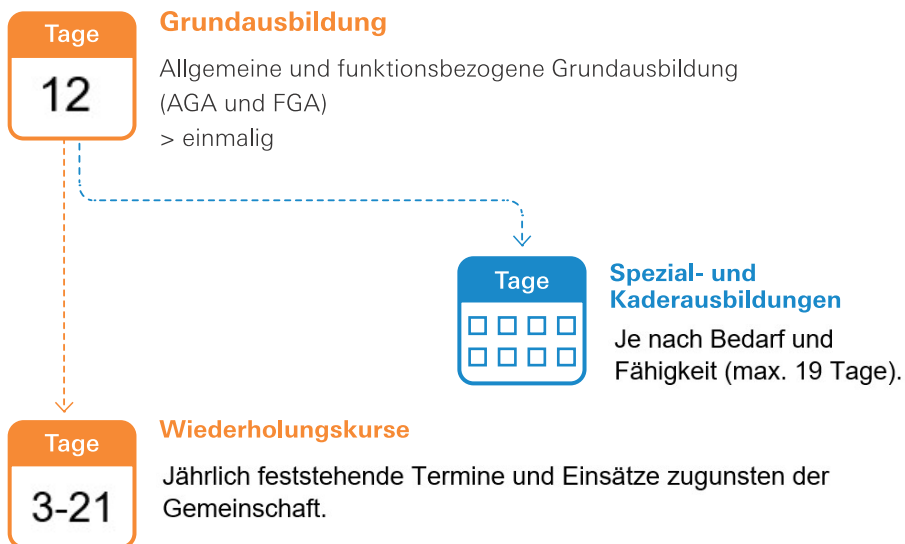 Tage
12
Grundausbildung
Allgemeine und funktionsbezogene Grundausbildung
(AGA und FGA)
> einmalig
Tage
Spezial- und
Kaderausbildungen
Je nach Bedarf und
Fähigkeit (max. 19 Tage).
Tage
3-21
Wiederholungskurse
Jährlich feststehende Termine und Einsätze zugunsten der
Gemeinschaft.